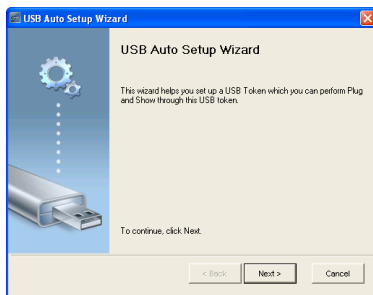 USB Auto Setup Wizard
USB Auto Setup Wizard
This wizard helps you set up a USB Token which you can perform Plug
and Show through this USB token.
To continue, click Next.
< Back Next > Cancel